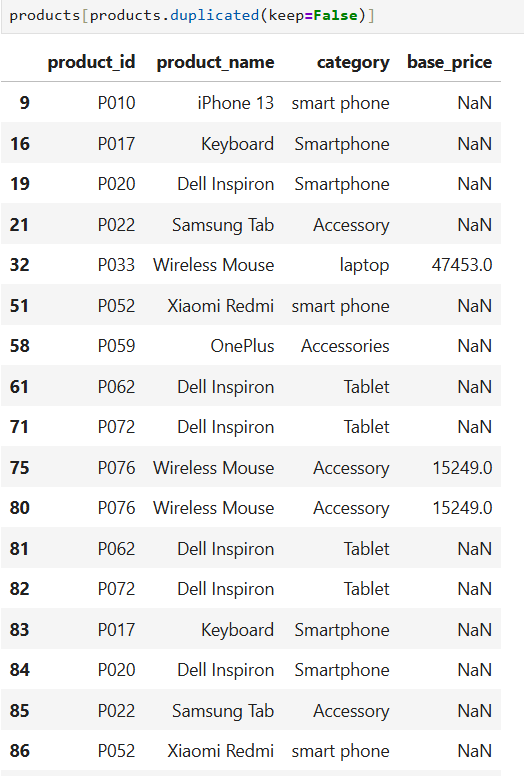 products[products.duplicated(keep=False)]
product_id product_name category base_price
9 P010 iPhone 13 smart phone NaN
16 P017 Keyboard Smartphone NaN
19 P020 Dell Inspiron Smartphone NaN
21 P022 Samsung Tab Accessory NaN
32 P033 Wireless Mouse laptop 47453.0
51 P052 Xiaomi Redmi smart phone NaN
58 P059 OnePlus Accessories NaN
61 P062 Dell Inspiron Tablet NaN
71 P072 Dell Inspiron Tablet NaN
75 P076 Wireless Mouse Accessory 15249.0
80 P076 Wireless Mouse Accessory 15249.0
81 P062 Dell Inspiron Tablet NaN
82 P072 Dell Inspiron Tablet NaN
83 P017 Keyboard Smartphone NaN
84 P020 Dell Inspiron Smartphone NaN
85 P022 Samsung Tab Accessory NaN
86 P052 Xiaomi Redmi smart phone NaN